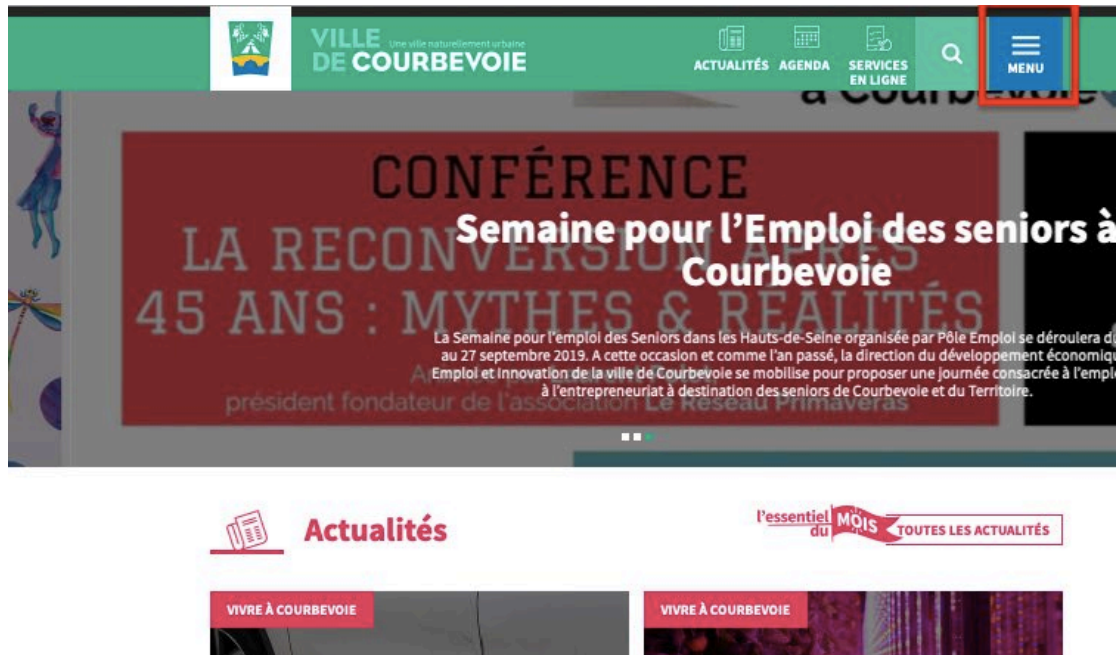 VILLE Une ville naturellement urbaine
DE COURBEVOIE
ACTUALITÉS
AGENDA
SERVICES
EN LIGNE
MENU
à Courbevoie
CONFÉRENCE
LA RECONVERSION APRÈS
45 ANS : MYTHES & RÉALITÉS
président fondateur de l'association Le Réseau Primaveras
Semaine pour l'Emploi des seniors à
Courbevoie
La Semaine pour l'emploi des Seniors dans les Hauts-de-Seine organisée par Pôle Emploi se déroulera du
au 27 septembre 2019. A cette occasion et comme l'an passé, la direction du développement économiqu
Emploi et Innovation de la ville de Courbevoie se mobilise pour proposer une journée consacrée à l'emplo
à l'entrepreneuriat à destination des seniors de Courbevoie et du Territoire.
Actualités
l'essentiel
du MOIS
TOUTES LES ACTUALITÉS
VIVRE À COURBEVOIE
VIVRE À COURBEVOIE